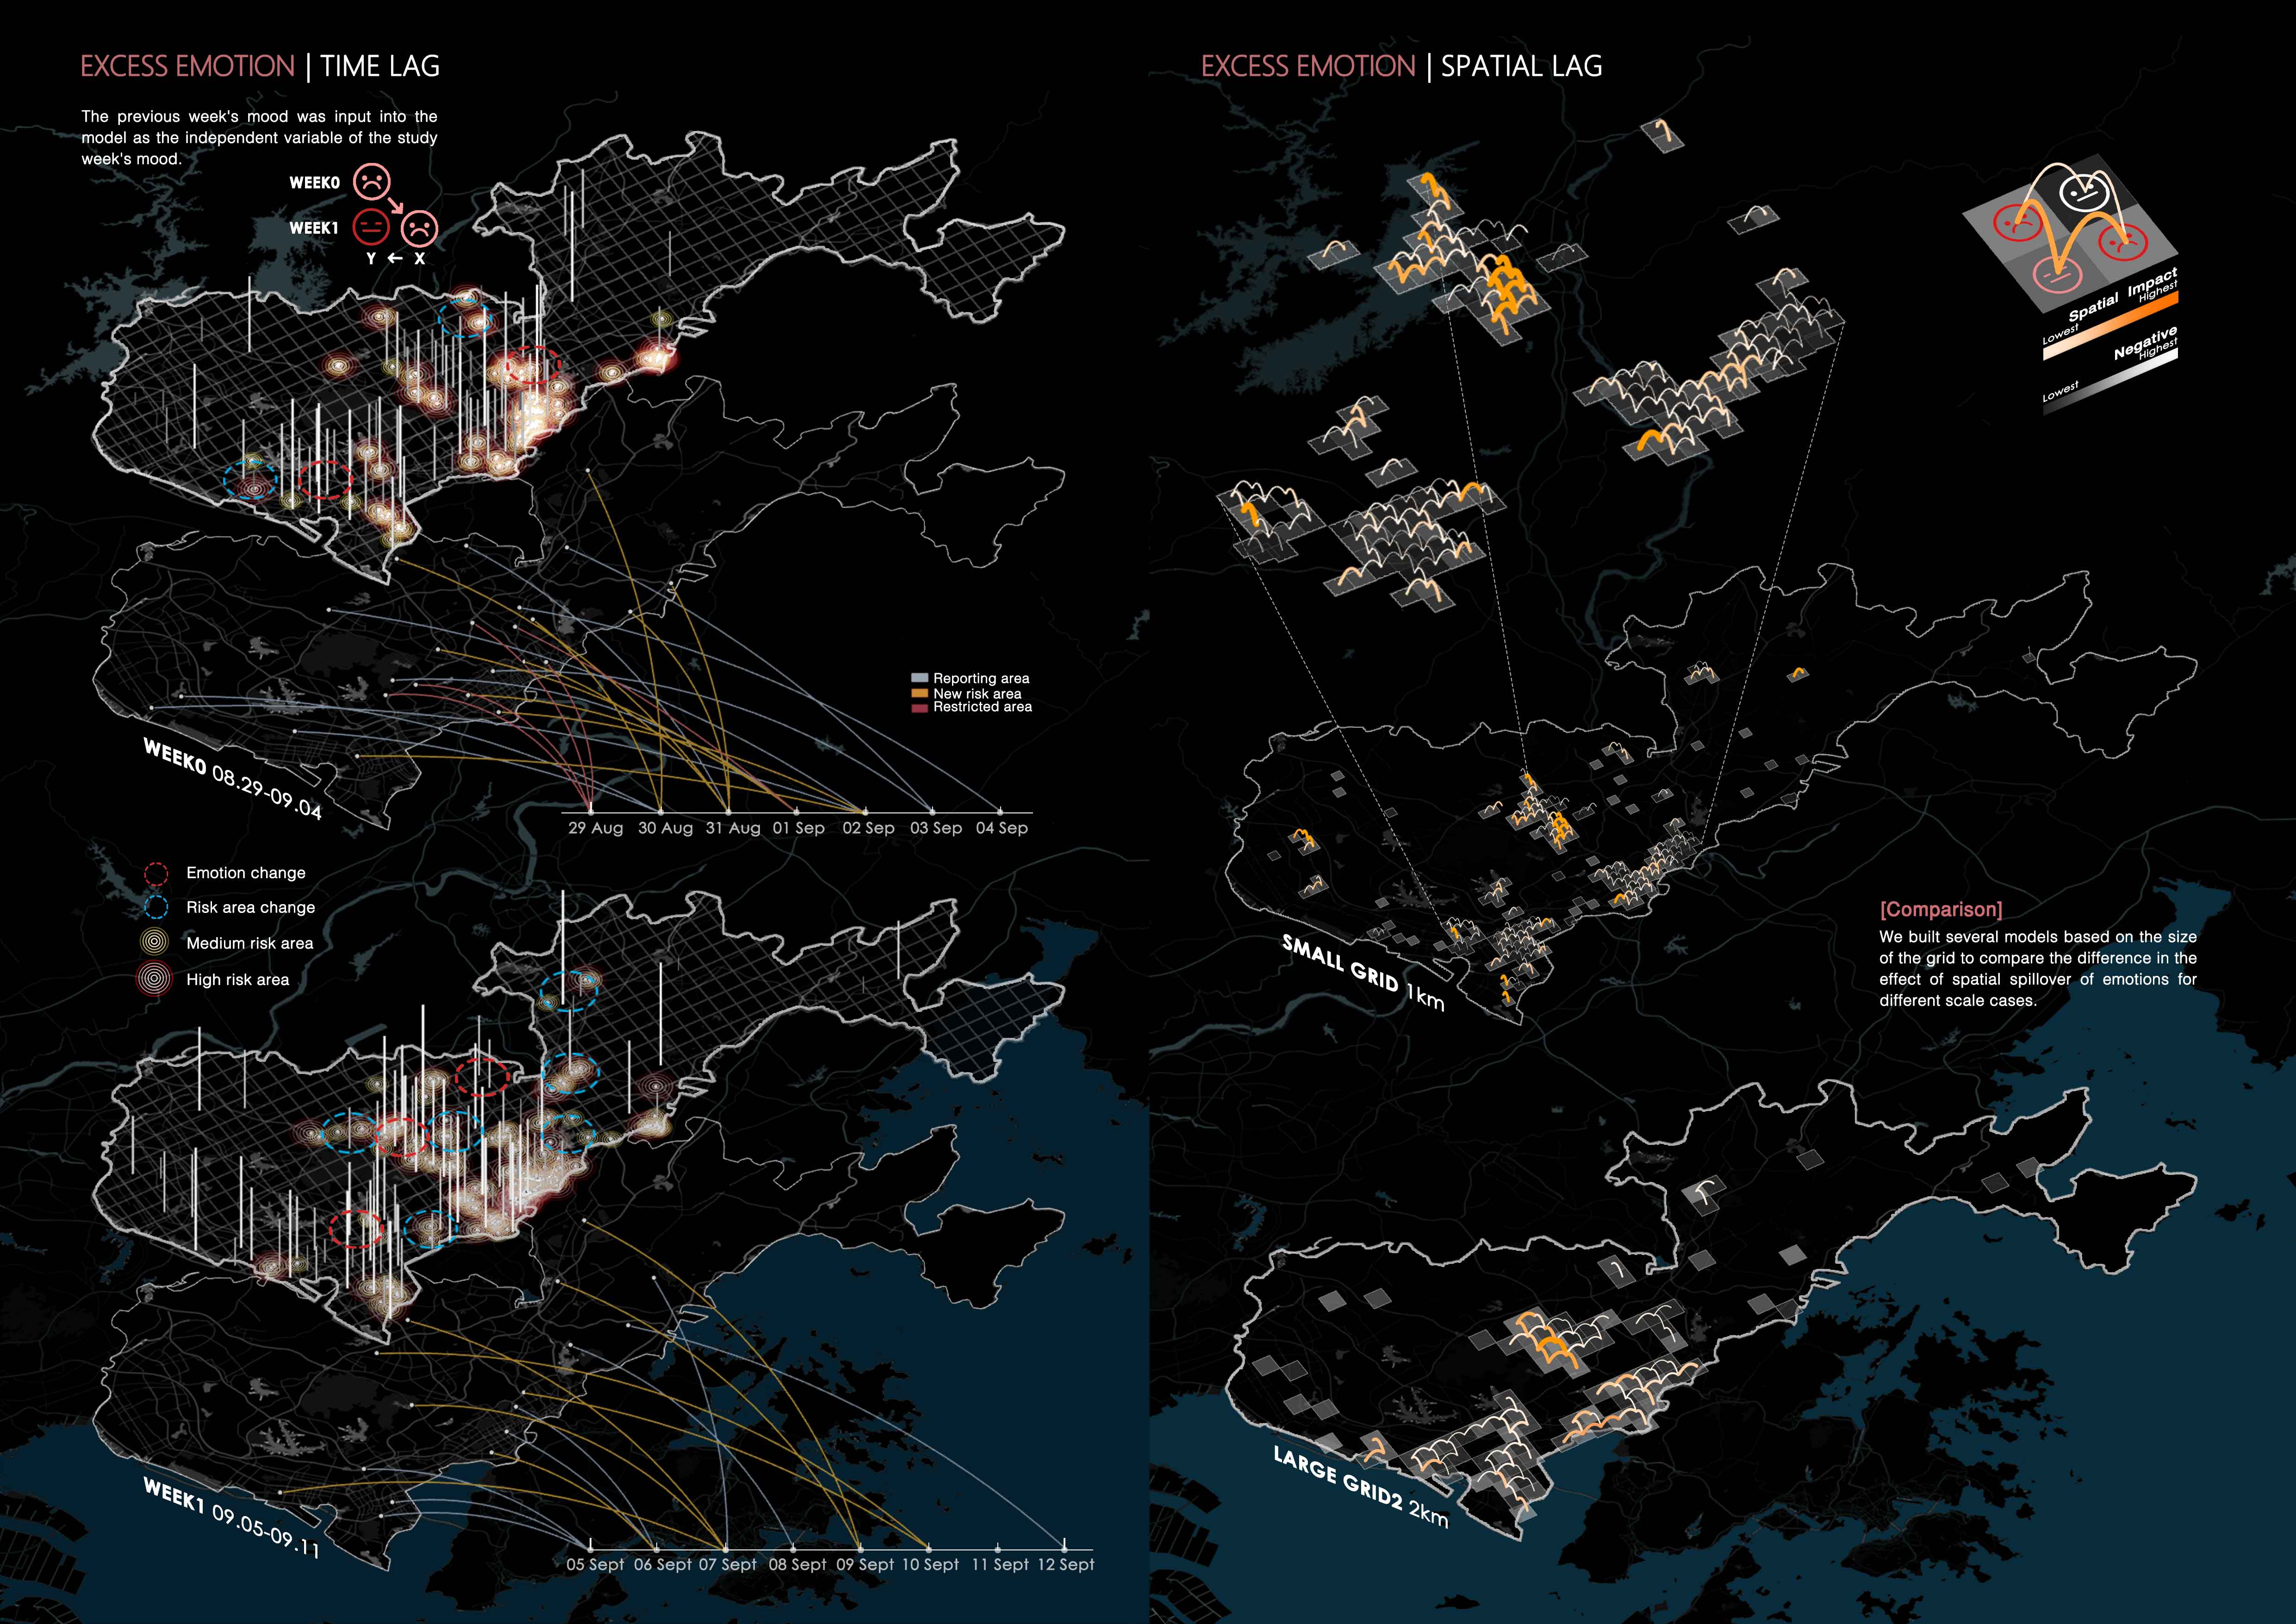 EXCESS EMOTION | TIME LAG
The previous week's mood was input into the
model as the independent variable of the study
week's mood.
WEEK0
WEEK1
Y ← X
Reporting area
New risk area
Restricted area
WEEK0 08.29-09.04
29 Aug 30 Aug 31 Aug 01 Sep 02 Sep 03 Sep 04 Sep
Emotion change
Risk area change
Medium risk area
High risk area
WEEK1 09.05-09.11
05 Sept 06 Sept 07 Sept 08 Sept 09 Sept 10 Sept 11 Sept 12 Sept
EXCESS EMOTION | SPATIAL LAG
Spatial Impact
Highest
Lowest
Negative
Highest
Lowest
SMALL GRID 1km
[Comparison]
We built several models based on the size
of the grid to compare the difference in the
effect of spatial spillover of emotions for
different scale cases.
LARGE GRID2 2km